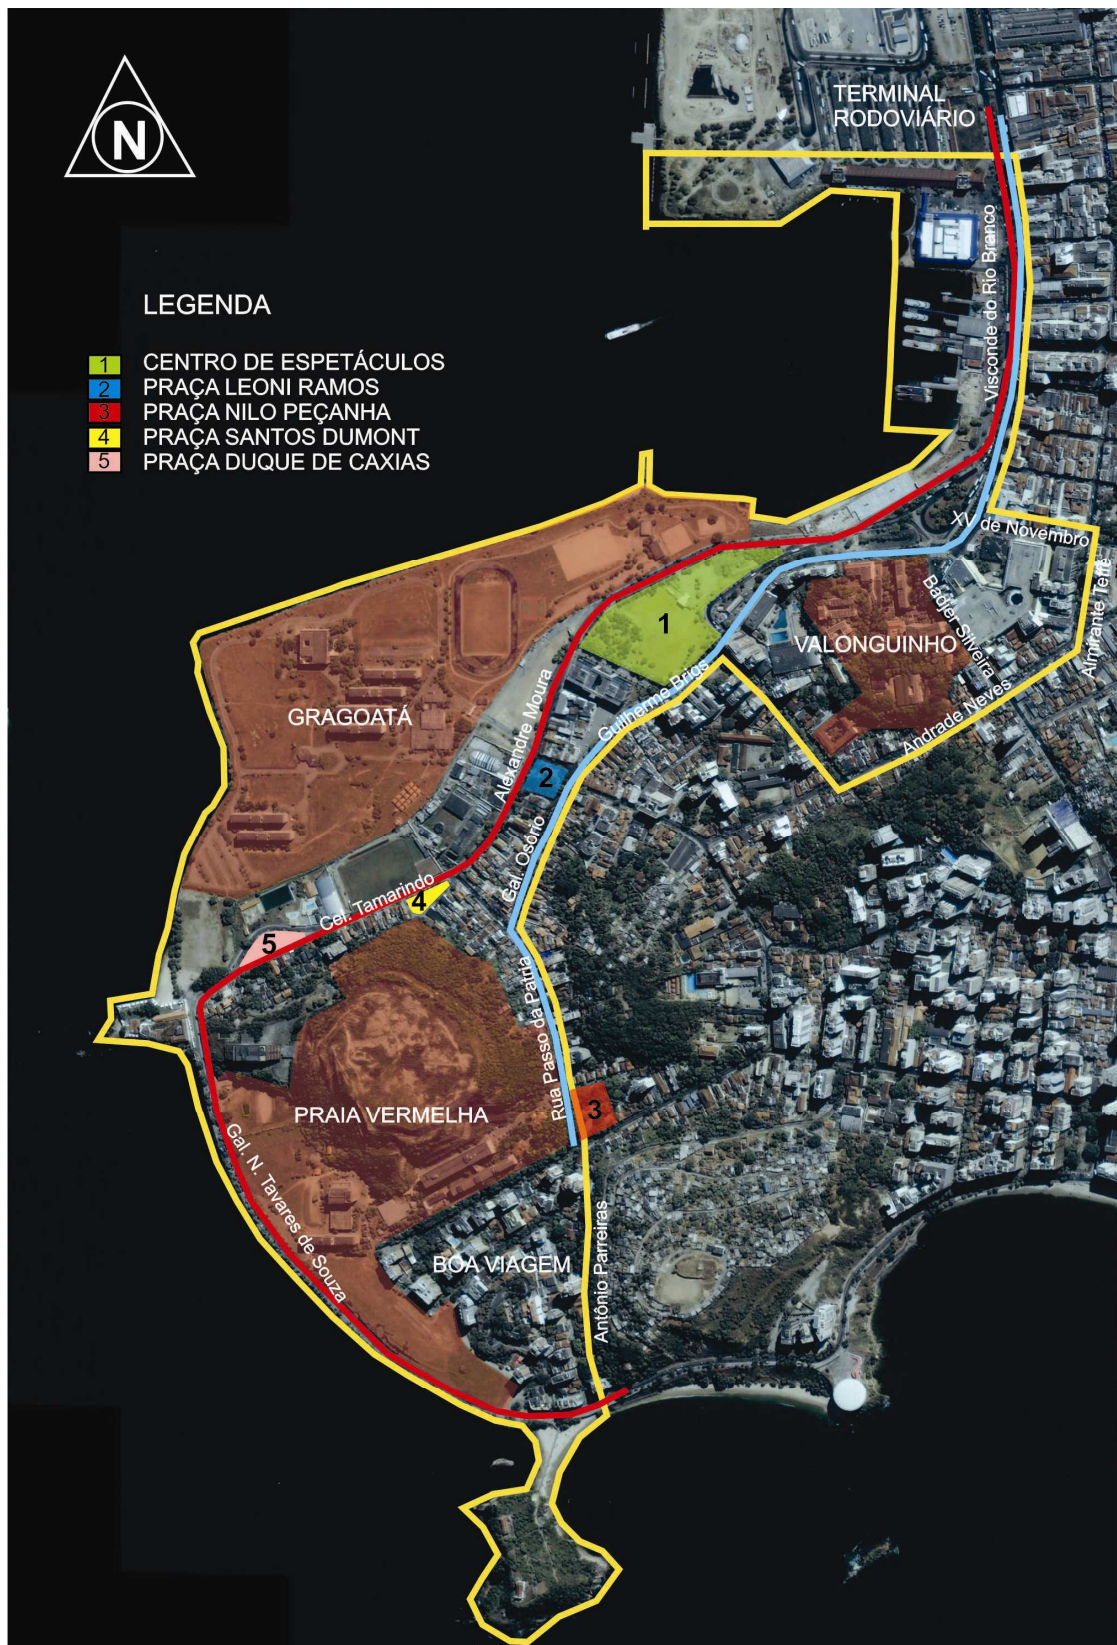 N
TERMINAL
RODOVIÁRIO
LEGENDA
1 CENTRO DE ESPETÁCULOS
2 PRAÇA LEONI RAMOS
3 PRAÇA NILO PEÇANHA
4 PRAÇA SANTOS DUMONT
5 PRAÇA DUQUE DE CAXIAS
Visconde do Rio Branco
XV de Novembro
Almirante Teffé
Badjer Silveira
VALONGUINHO
Andrade Neves
1
Guilherme Brigs
GRAGOATÁ
Alexandre Moura
2
Gal. Osório
Cel. Tamarindo
4
5
Rua Passo da Patria
PRAIA VERMELHA
3
Gal. N. Tavares de Souza
BOA VIAGEM
Antônio Parreiras